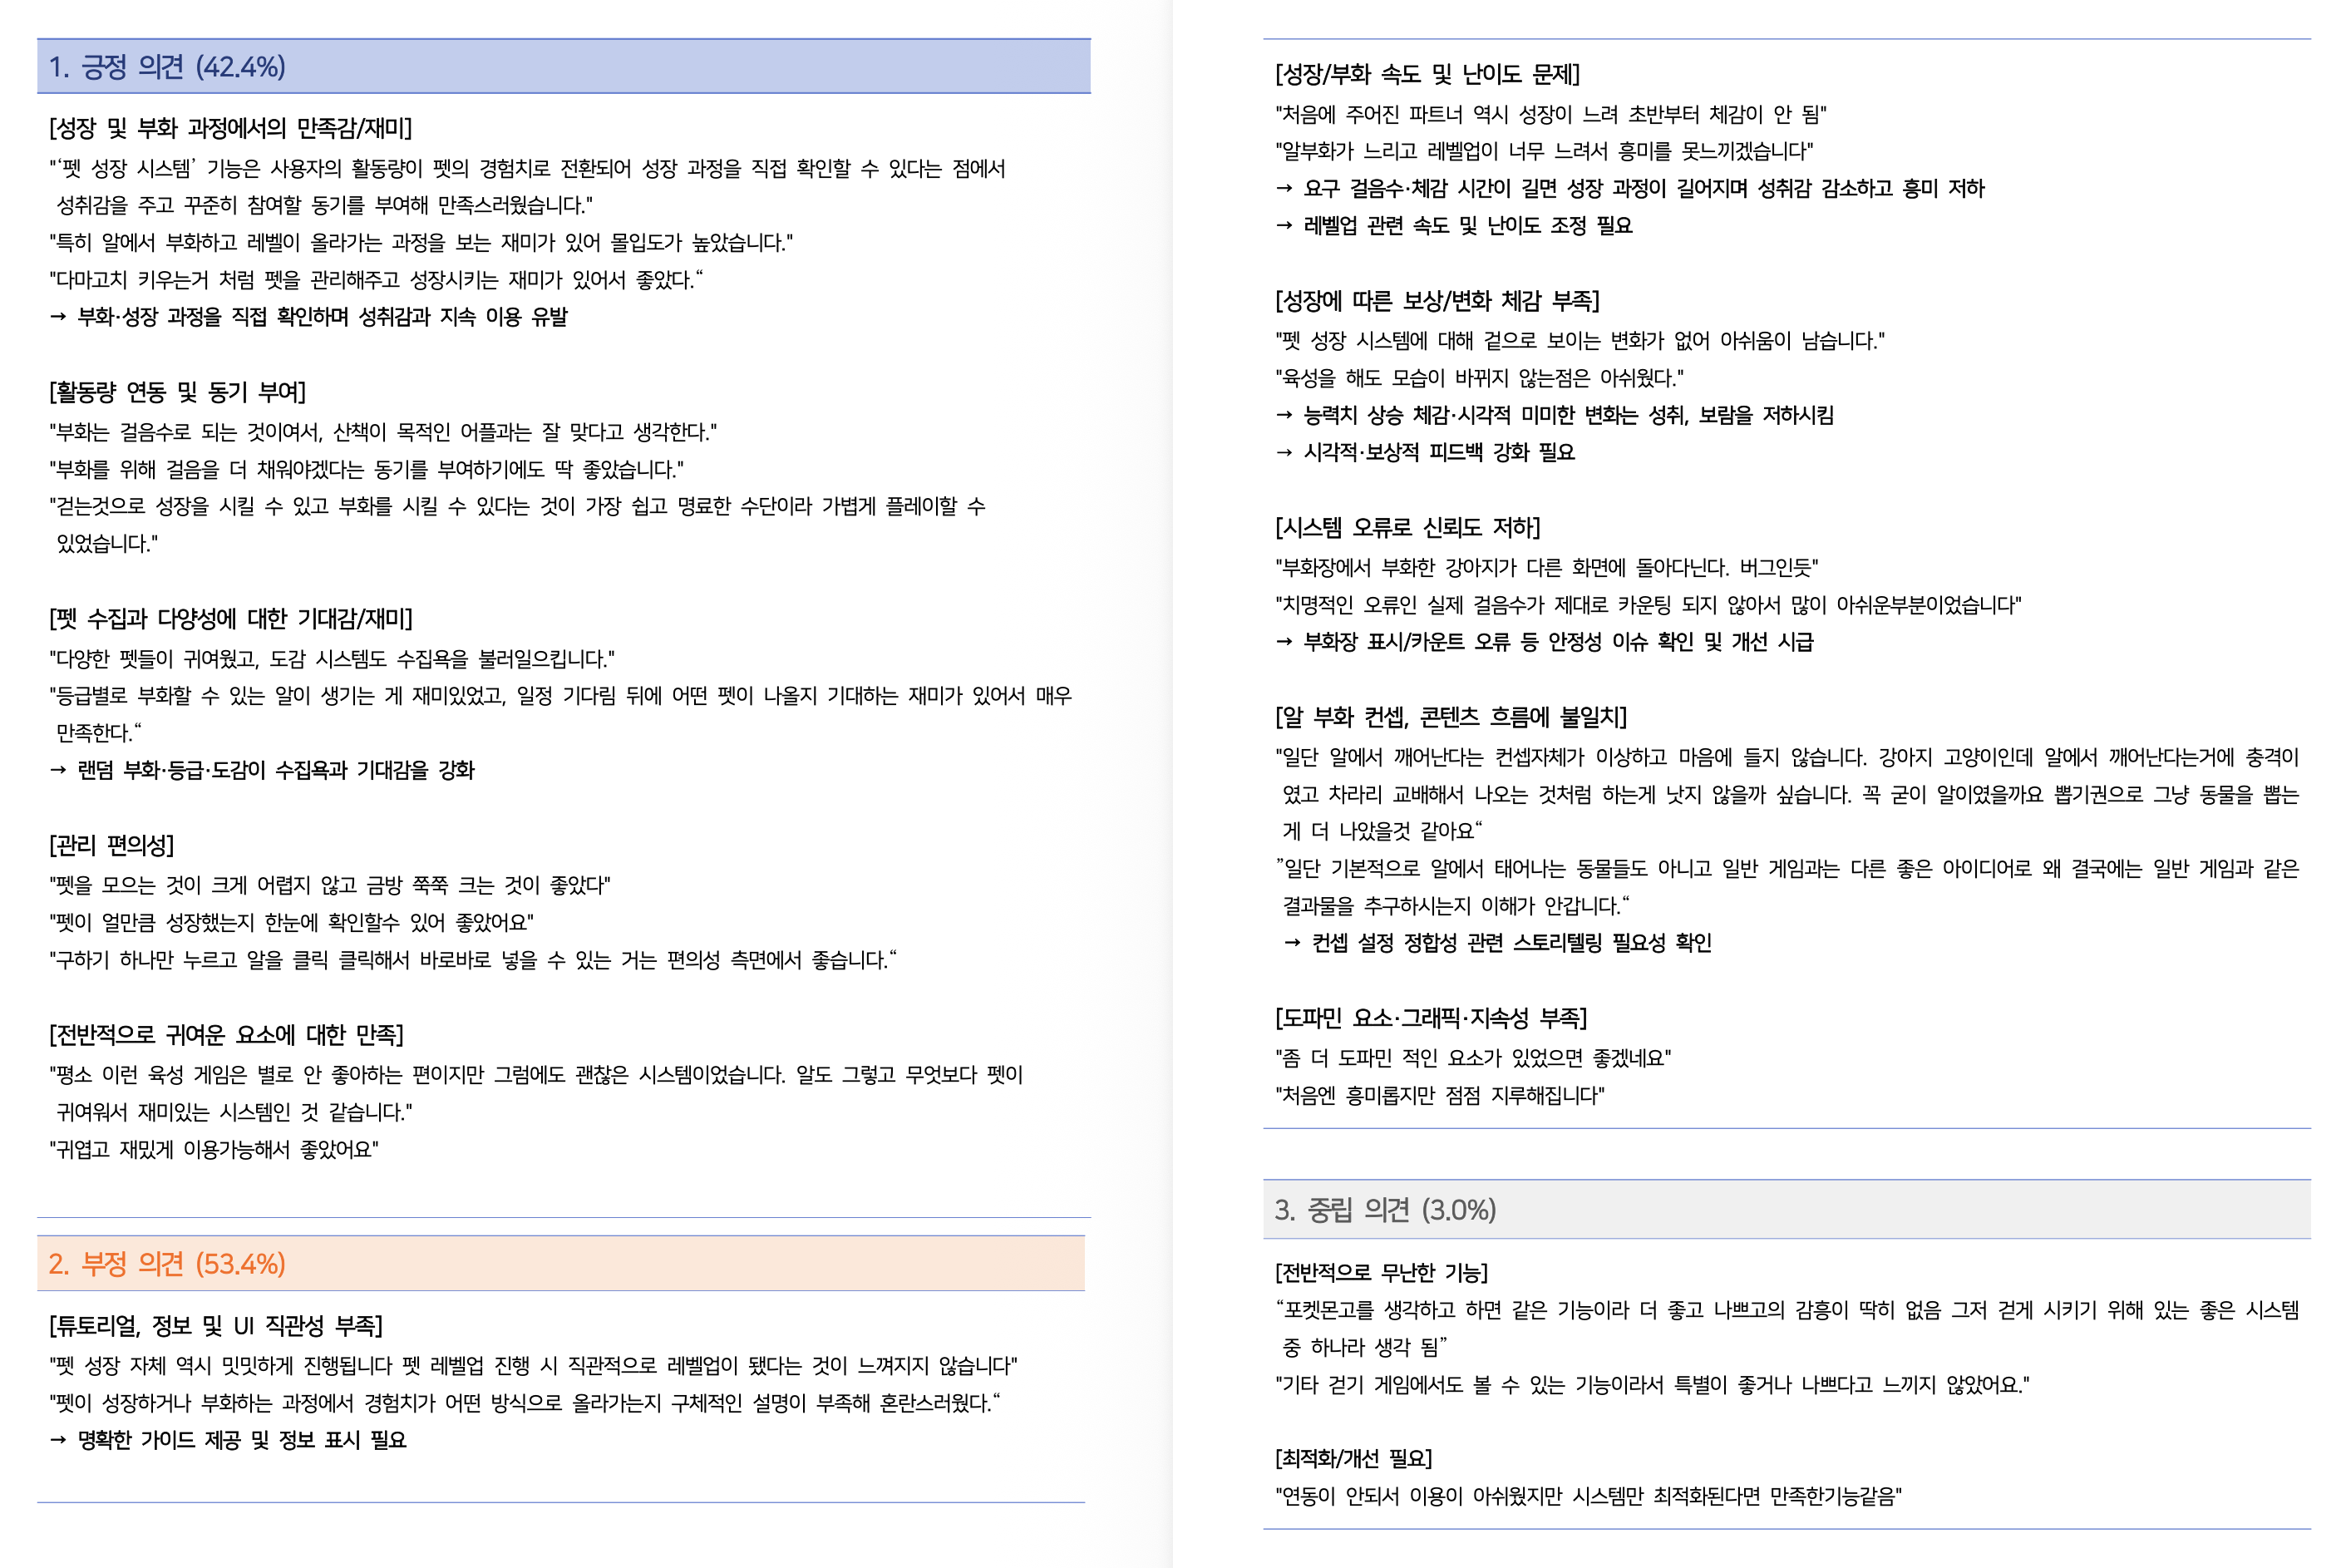 1. 긍정 의견 (42.4%)
[성장 및 부화 과정에서의 만족감/재미]
"‘펫 성장 시스템’ 기능은 사용자의 활동량이 펫의 경험치로 전환되어 성장 과정을 직접 확인할 수 있다는 점에서
성취감을 주고 꾸준히 참여할 동기를 부여해 만족스러웠습니다."
"특히 알에서 부화하고 레벨이 올라가는 과정을 보는 재미가 있어 몰입도가 높았습니다."
"다마고치 키우는거 처럼 펫을 관리해주고 성장시키는 재미가 있어서 좋았다.“
→ 부화·성장 과정을 직접 확인하며 성취감과 지속 이용 유발
[활동량 연동 및 동기 부여]
"부화는 걸음수로 되는 것이여서, 산책이 목적인 어플과는 잘 맞다고 생각한다."
"부화를 위해 걸음을 더 채워야겠다는 동기를 부여하기에도 딱 좋았습니다."
"걷는것으로 성장을 시킬 수 있고 부화를 시킬 수 있다는 것이 가장 쉽고 명료한 수단이라 가볍게 플레이할 수
있었습니다."
[펫 수집과 다양성에 대한 기대감/재미]
"다양한 펫들이 귀여웠고, 도감 시스템도 수집욕을 불러일으킵니다."
"등급별로 부화할 수 있는 알이 생기는 게 재미있었고, 일정 기다림 뒤에 어떤 펫이 나올지 기대하는 재미가 있어서 매우
만족한다.“
→ 랜덤 부화·등급·도감이 수집욕과 기대감을 강화
[관리 편의성]
"펫을 모으는 것이 크게 어렵지 않고 금방 쭉쭉 크는 것이 좋았다"
"펫이 얼만큼 성장했는지 한눈에 확인할수 있어 좋았어요"
"구하기 하나만 누르고 알을 클릭 클릭해서 바로바로 넣을 수 있는 거는 편의성 측면에서 좋습니다.“
[전반적으로 귀여운 요소에 대한 만족]
"평소 이런 육성 게임은 별로 안 좋아하는 편이지만 그럼에도 괜찮은 시스템이었습니다. 알도 그렇고 무엇보다 펫이
귀여워서 재미있는 시스템인 것 같습니다."
"귀엽고 재밌게 이용가능해서 좋았어요"
2. 부정 의견 (53.4%)
[튜토리얼, 정보 및 UI 직관성 부족]
"펫 성장 자체 역시 밋밋하게 진행됩니다 펫 레벨업 진행 시 직관적으로 레벨업이 됐다는 것이 느껴지지 않습니다"
"펫이 성장하거나 부화하는 과정에서 경험치가 어떤 방식으로 올라가는지 구체적인 설명이 부족해 혼란스러웠다.“
→ 명확한 가이드 제공 및 정보 표시 필요
[성장/부화 속도 및 난이도 문제]
"처음에 주어진 파트너 역시 성장이 느려 초반부터 체감이 안 됨"
"알부화가 느리고 레벨업이 너무 느려서 흥미를 못느끼겠습니다"
→ 요구 걸음수·체감 시간이 길면 성장 과정이 길어지며 성취감 감소하고 흥미 저하
→ 레벨업 관련 속도 및 난이도 조정 필요
[성장에 따른 보상/변화 체감 부족]
"펫 성장 시스템에 대해 겉으로 보이는 변화가 없어 아쉬움이 남습니다."
"육성을 해도 모습이 바뀌지 않는점은 아쉬웠다."
→ 능력치 상승 체감·시각적 미미한 변화는 성취, 보람을 저하시킴
→ 시각적·보상적 피드백 강화 필요
[시스템 오류로 신뢰도 저하]
"부화장에서 부화한 강아지가 다른 화면에 돌아다닌다. 버그인듯"
"치명적인 오류인 실제 걸음수가 제대로 카운팅 되지 않아서 많이 아쉬운부분이었습니다"
→ 부화장 표시/카운트 오류 등 안정성 이슈 확인 및 개선 시급
[알 부화 컨셉, 콘텐츠 흐름에 불일치]
"일단 알에서 깨어난다는 컨셉자체가 이상하고 마음에 들지 않습니다. 강아지 고양이인데 알에서 깨어난다는거에 충격이
였고 차라리 교배해서 나오는 것처럼 하는게 낫지 않을까 싶습니다. 꼭 굳이 알이였을까요 뽑기권으로 그냥 동물을 뽑는
게 더 나았을것 같아요“
”일단 기본적으로 알에서 태어나는 동물들도 아니고 일반 게임과는 다른 좋은 아이디어로 왜 결국에는 일반 게임과 같은
결과물을 추구하시는지 이해가 안갑니다.“
→ 컨셉 설정 정합성 관련 스토리텔링 필요성 확인
[도파민 요소·그래픽·지속성 부족]
"좀 더 도파민 적인 요소가 있었으면 좋겠네요"
"처음엔 흥미롭지만 점점 지루해집니다"
3. 중립 의견 (3.0%)
[전반적으로 무난한 기능]
“포켓몬고를 생각하고 하면 같은 기능이라 더 좋고 나쁘고의 감흥이 딱히 없음 그저 걷게 시키기 위해 있는 좋은 시스템
중 하나라 생각 됨”
"기타 걷기 게임에서도 볼 수 있는 기능이라서 특별이 좋거나 나쁘다고 느끼지 않았어요."
[최적화/개선 필요]
"연동이 안되서 이용이 아쉬웠지만 시스템만 최적화된다면 만족한기능같음"